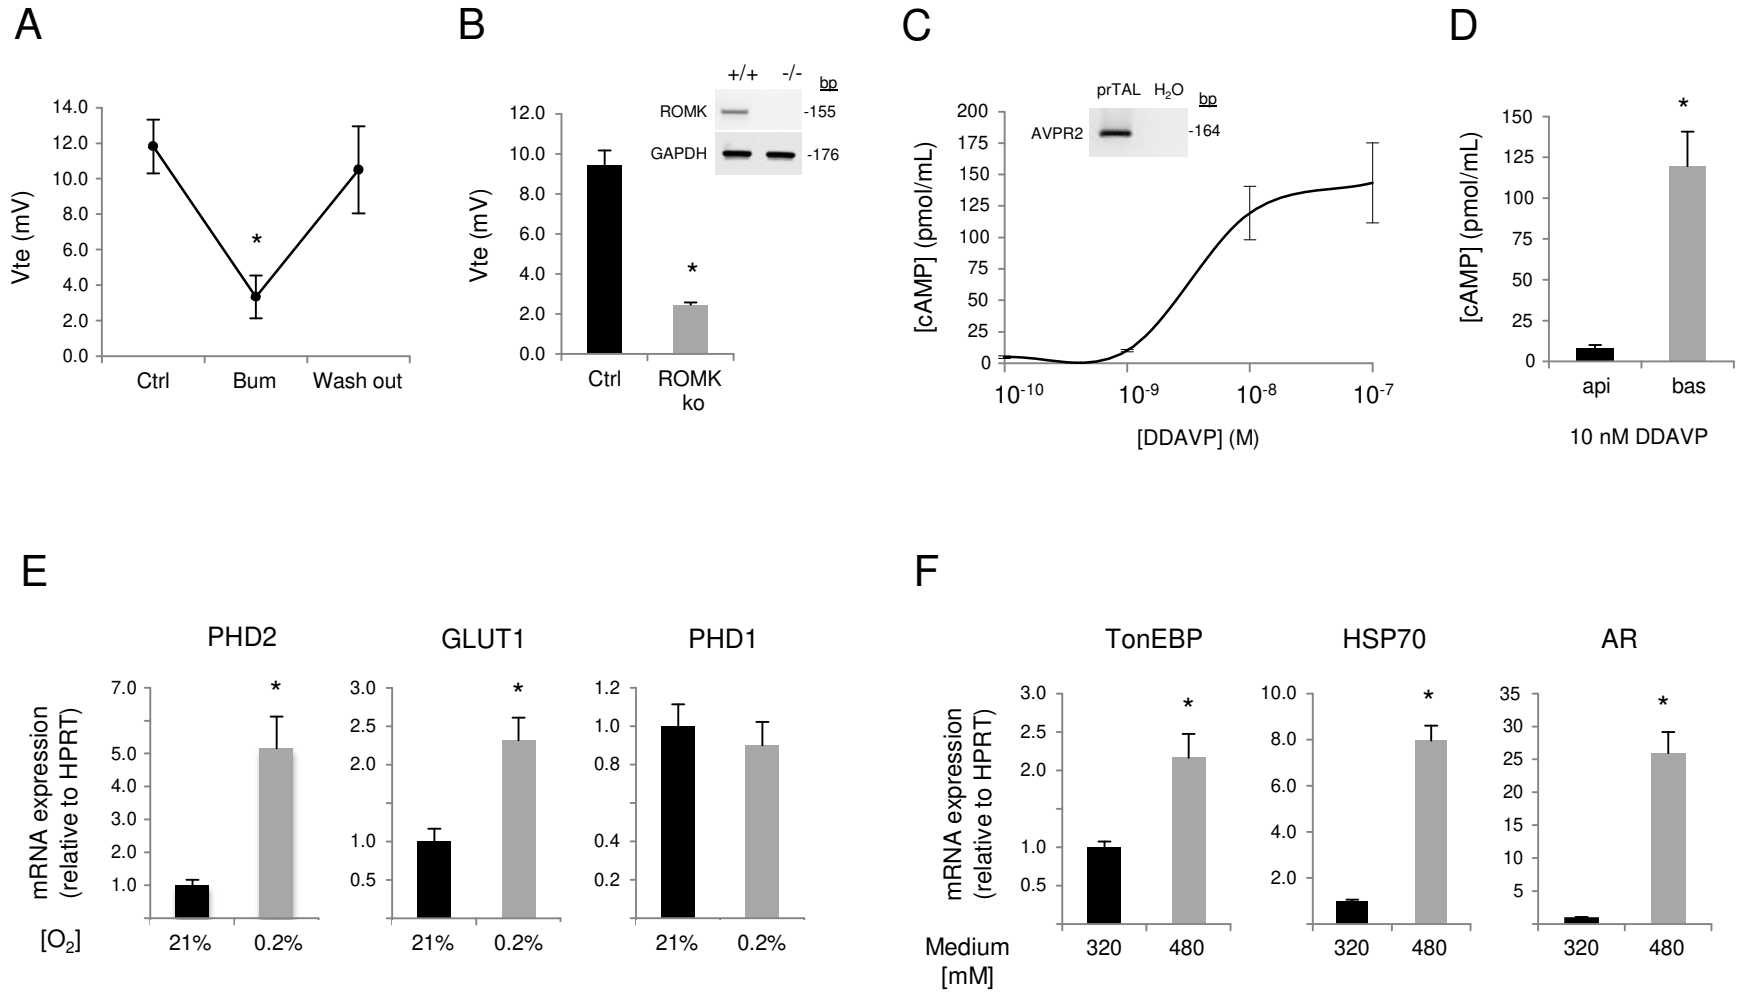 A
14.0
12.0
10.0
8.0
6.0
4.0
2.0
0.0
Vte (mV)
*
Ctrl Bum Wash out
B
+/+ -/- bp
ROMK -155
GAPDH -176
12.0
10.0
8.0
6.0
4.0
2.0
0.0
Vte (mV)
*
Ctrl ROMK
ko
C
prTAL H2O bp
AVPR2 -164
200
175
150
125
100
75
50
25
0
[cAMP] (pmol/mL)
10-10 10-9 10-8 10-7
[DDAVP] (M)
D
150
125
100
75
50
25
0
[cAMP] (pmol/mL)
*
api bas
10 nM DDAVP
E
mRNA expression
(relative to HPRT)
PHD2
7.0
5.0
4.0
3.0
2.0
1.0
*
GLUT1
3.0
2.5
2.0
1.0
0.5
*
PHD1
1.2
1.0
0.8
0.4
0.2
[O2] 21% 0.2% 21% 0.2% 21% 0.2%
F
mRNA expression
(relative to HPRT)
TonEBP
3.0
2.5
2.0
1.0
0.5
*
HSP70
10.0
8.0
6.0
4.0
2.0
*
AR
35
30
25
20
15
10
5
*
Medium 320 480 320 480 320 480
[mM]